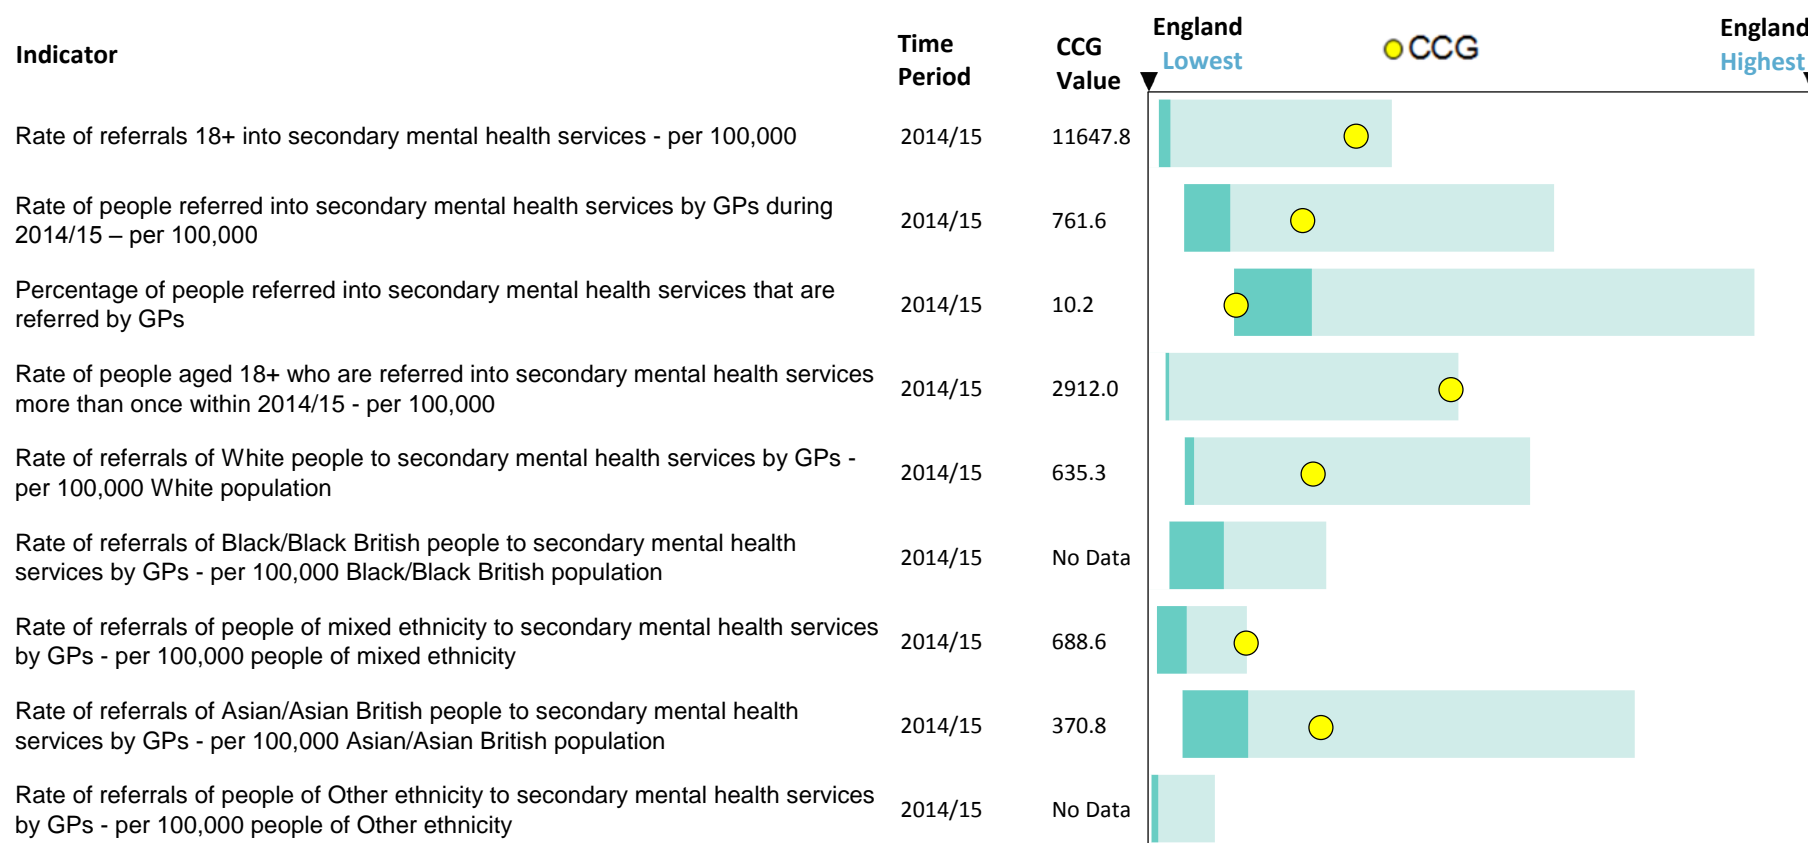 Indicator
Time
Period
CCG
Value
England
Lowest
CCG
England
Highest
Rate of referrals 18+ into secondary mental health services - per 100,000
2014/15
11647.8
Rate of people referred into secondary mental health services by GPs during
2014/15 – per 100,000
2014/15
761.6
Percentage of people referred into secondary mental health services that are
referred by GPs
2014/15
10.2
Rate of people aged 18+ who are referred into secondary mental health services
more than once within 2014/15 - per 100,000
2014/15
2912.0
Rate of referrals of White people to secondary mental health services by GPs -
per 100,000 White population
2014/15
635.3
Rate of referrals of Black/Black British people to secondary mental health
services by GPs - per 100,000 Black/Black British population
2014/15
No Data
Rate of referrals of people of mixed ethnicity to secondary mental health services
by GPs - per 100,000 people of mixed ethnicity
2014/15
688.6
Rate of referrals of Asian/Asian British people to secondary mental health
services by GPs - per 100,000 Asian/Asian British population
2014/15
370.8
Rate of referrals of people of Other ethnicity to secondary mental health services
by GPs - per 100,000 people of Other ethnicity
2014/15
No Data